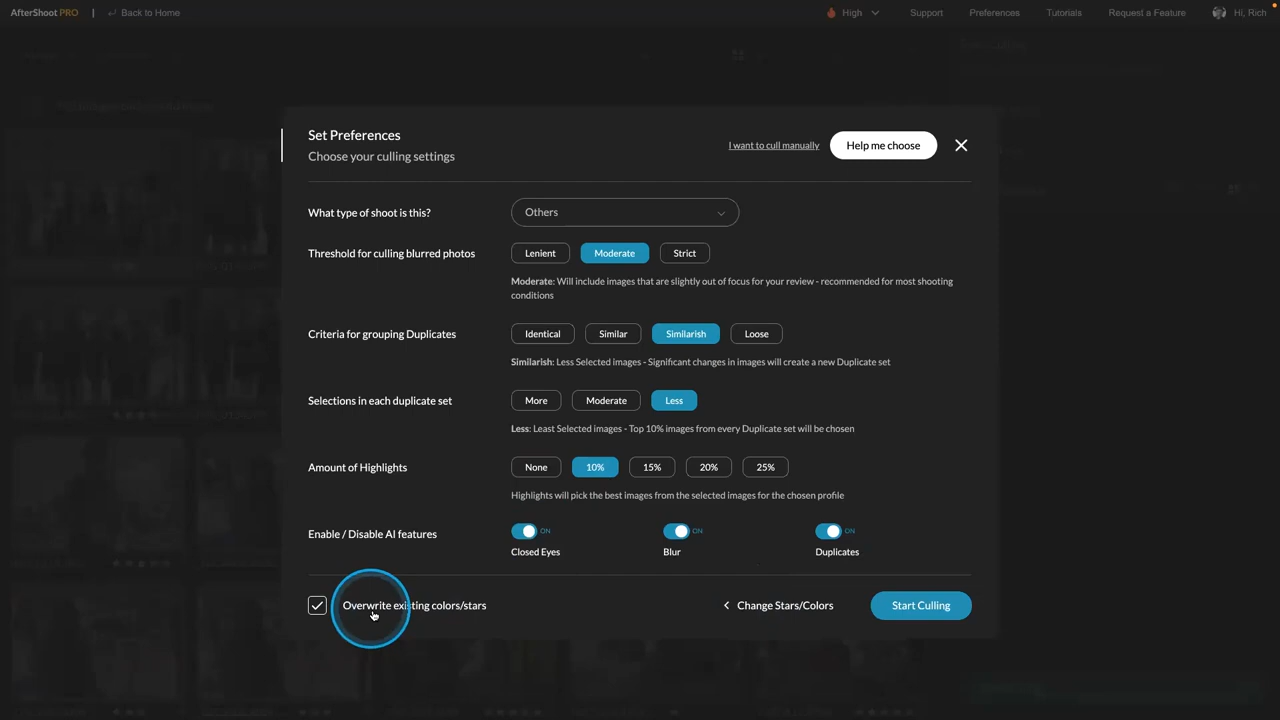 AfterShoot PRO | Back to Home High Support Preferences Tutorials Request a Feature Hi, Rich
Set Preferences
Choose your culling settings
I want to cull manually
Help me choose
What type of shoot is this?
Others
Threshold for culling blurred photos
Lenient Moderate Strict
Moderate: Will include images that are slightly out of focus for your review - recommended for most shooting
conditions
Criteria for grouping Duplicates
Identical Similar Similarish Loose
Similarish: Less Selected images - Significant changes in images will create a new Duplicate set
Selections in each duplicate set
More Moderate Less
Less: Least Selected images - Top 10% images from every Duplicate set will be chosen
Amount of Highlights
None 10% 15% 20% 25%
Highlights will pick the best images from the selected images for the chosen profile
Enable / Disable AI features
ON ON ON
Closed Eyes Blur Duplicates
Overwrite existing colors/stars
Change Stars/Colors
Start Culling